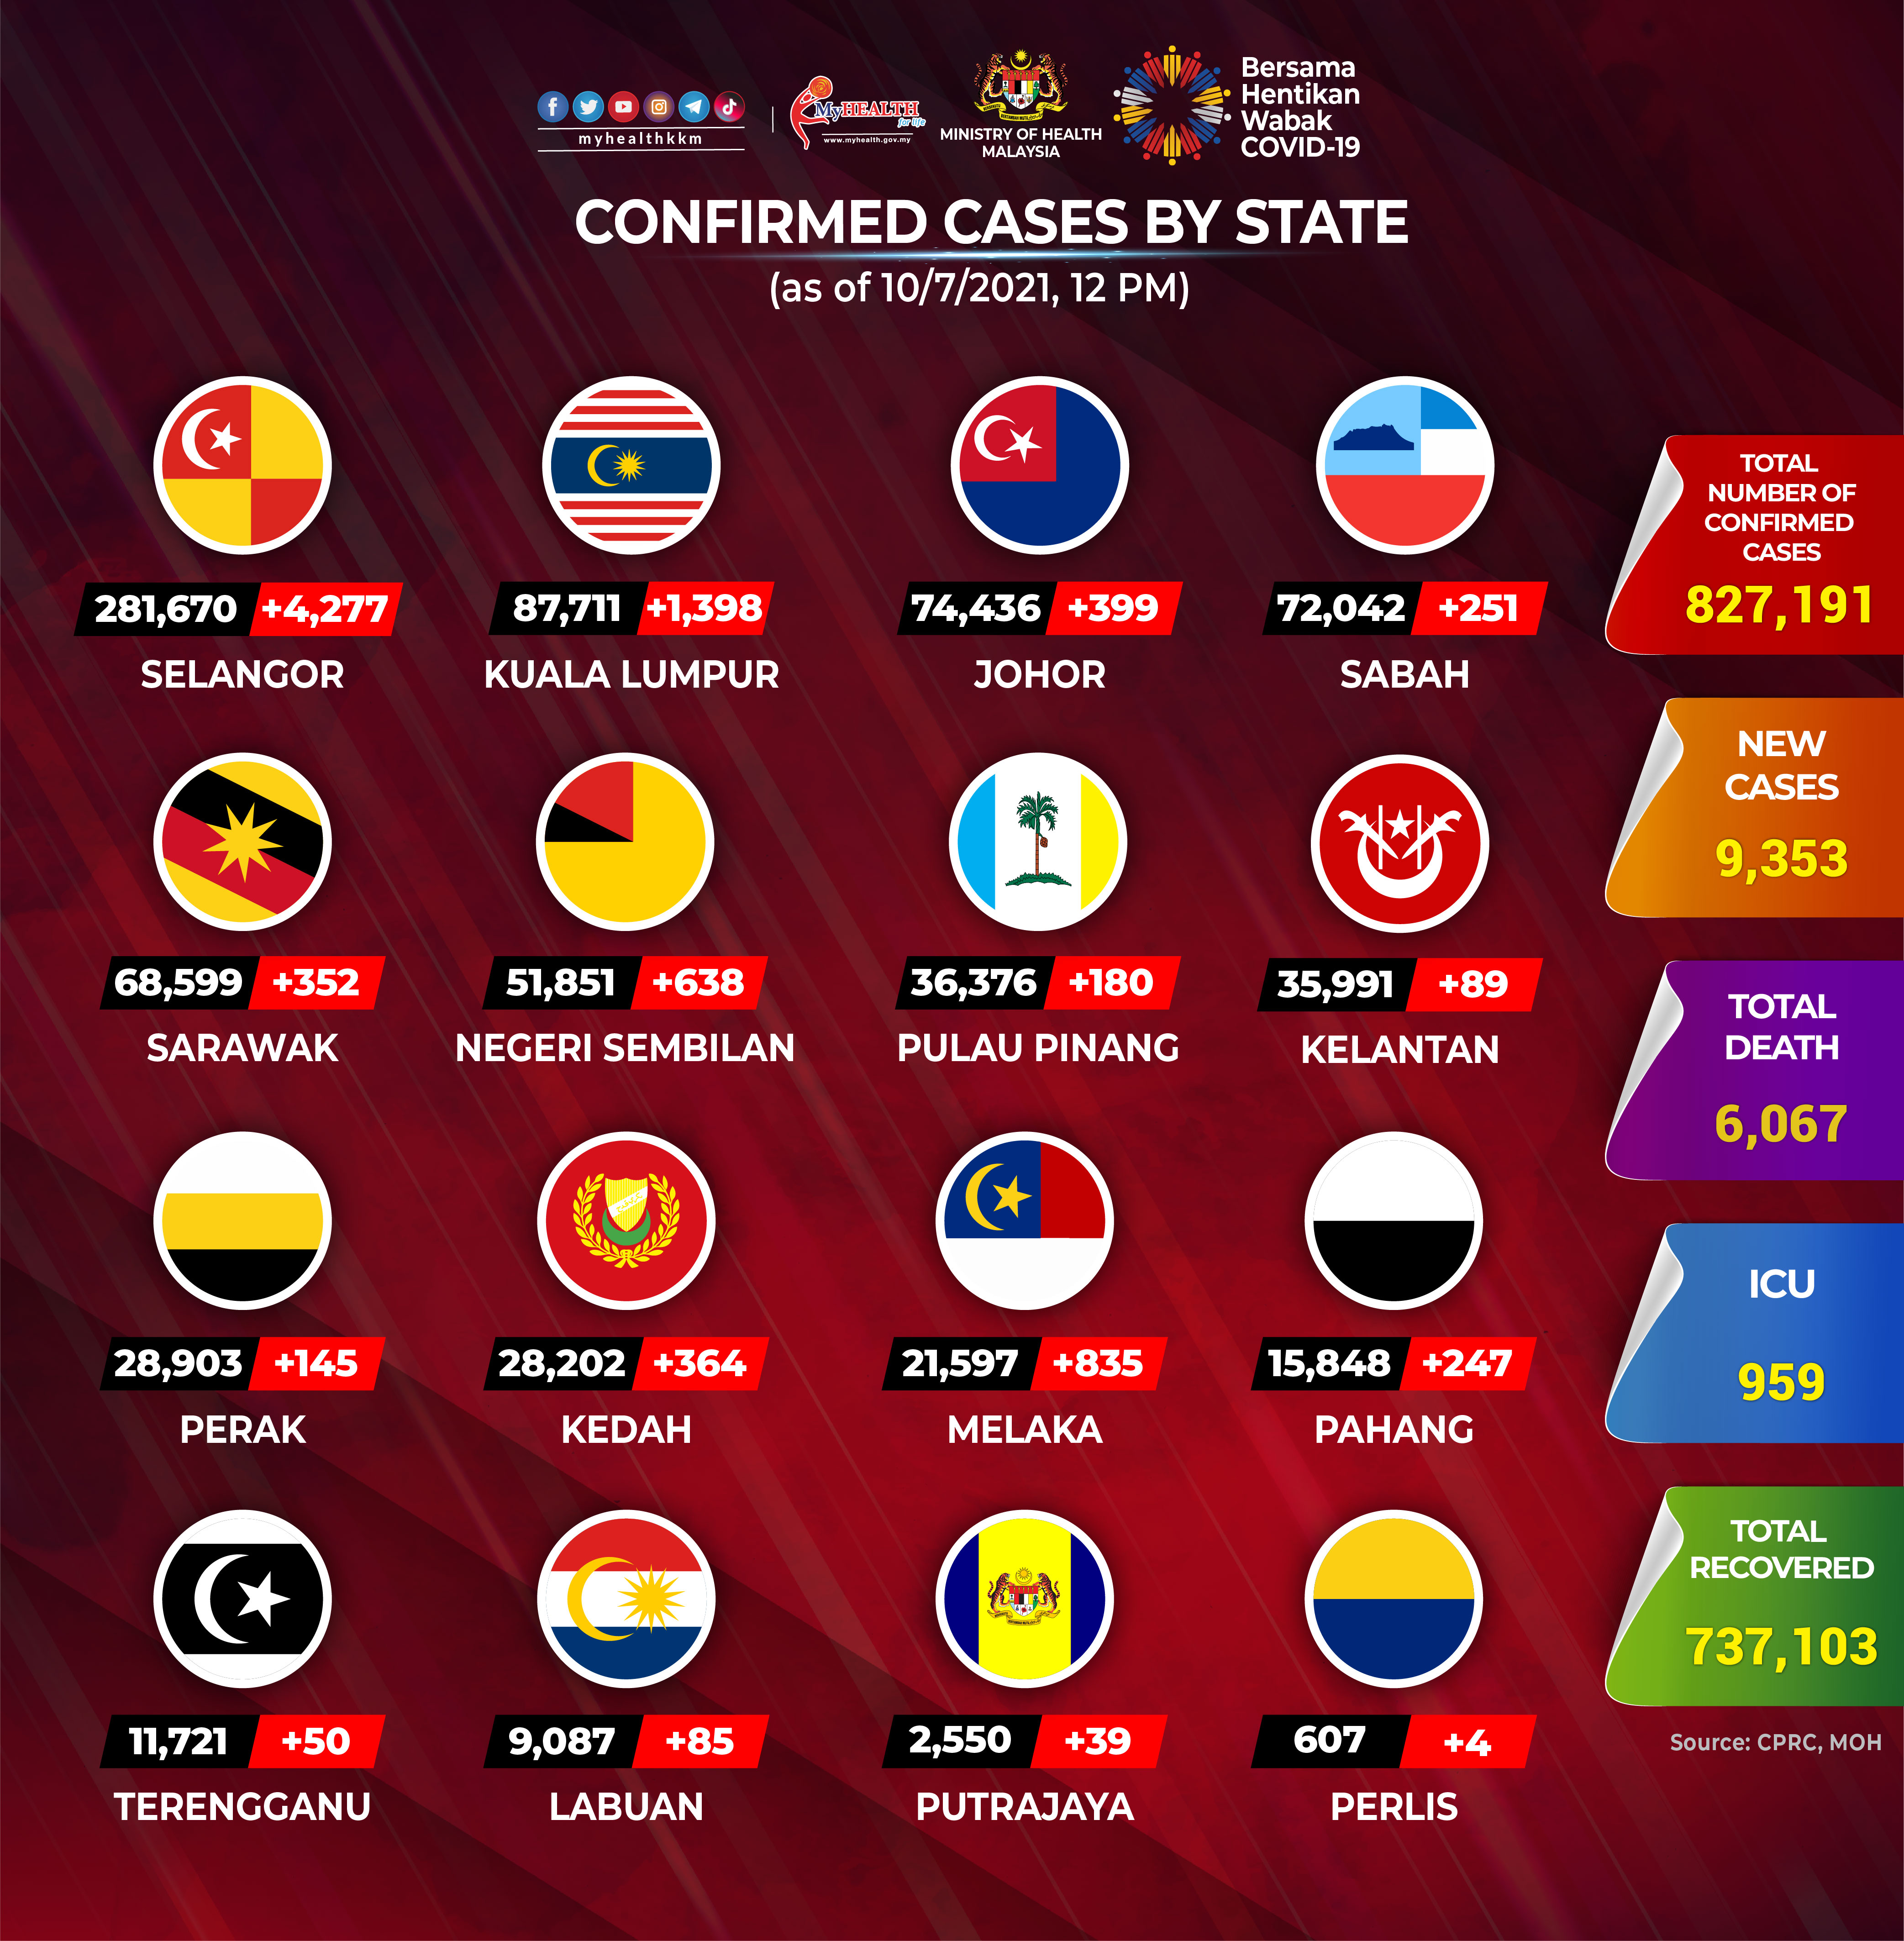 myhealthkkm
MyHEALTH
for life
www.myhealth.gov.my
MINISTRY OF HEALTH
MALAYSIA
Bersama
Hentikan
Wabak
COVID-19
CONFIRMED CASES BY STATE
(as of 10/7/2021, 12 PM)
281,670 +4,277
SELANGOR
87,711 +1,398
KUALA LUMPUR
74,436 +399
JOHOR
72,042 +251
SABAH
68,599 +352
SARAWAK
51,851 +638
NEGERI SEMBILAN
36,376 +180
PULAU PINANG
35,991 +89
KELANTAN
28,903 +145
PERAK
28,202 +364
KEDAH
21,597 +835
MELAKA
15,848 +247
PAHANG
11,721 +50
TERENGGANU
9,087 +85
LABUAN
2,550 +39
PUTRAJAYA
607 +4
PERLIS
TOTAL
NUMBER OF
CONFIRMED
CASES
827,191
NEW
CASES
9,353
TOTAL
DEATH
6,067
ICU
959
TOTAL
RECOVERED
737,103
Source: CPRC, MOH